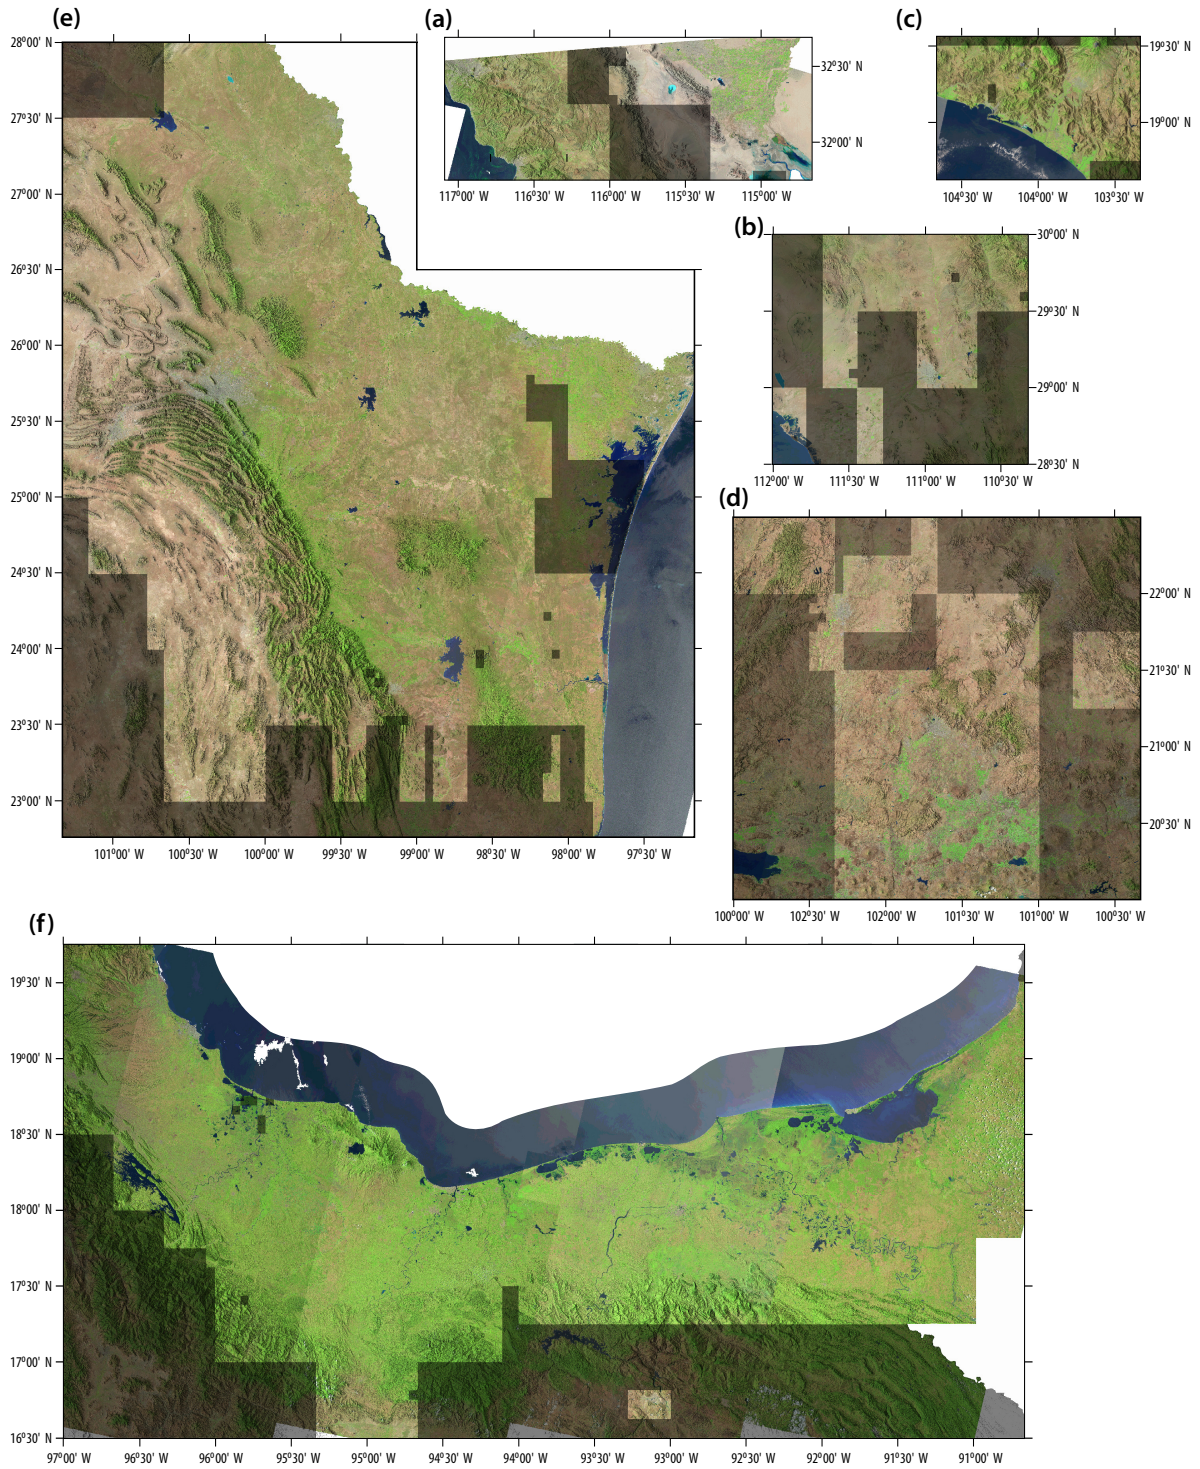 (e)
(a)
(c)
28°00' N
27°30' N
27°00' N
26°30' N
26°00' N
25°30' N
25°00' N
24°30' N
24°00' N
23°30' N
23°00' N
101°00' W 100°30' W 100°00' W 99°30' W 99°00' W 98°30' W 98°00' W 97°30' W
32°30' N
32°00' N
117°00' W 116°30' W 116°00' W 115°30' W 115°00' W
19°30' N
19°00' N
104°30' W 104°00' W 103°30' W
(b)
30°00' N
29°30' N
29°00' N
28°30' N
112°00' W 111°30' W 111°00' W 110°30' W
(d)
22°00' N
21°30' N
21°00' N
20°30' N
100°00' W 102°30' W 102°00' W 101°30' W 101°00' W 100°30' W
(f)
19°30' N
19°00' N
18°30' N
18°00' N
17°30' N
17°00' N
16°30' N
97°00' W 96°30' W 96°00' W 95°30' W 95°00' W 94°30' W 94°00' W 93°30' W 93°00' W 92°30' W 92°00' W 91°30' W 91°00' W